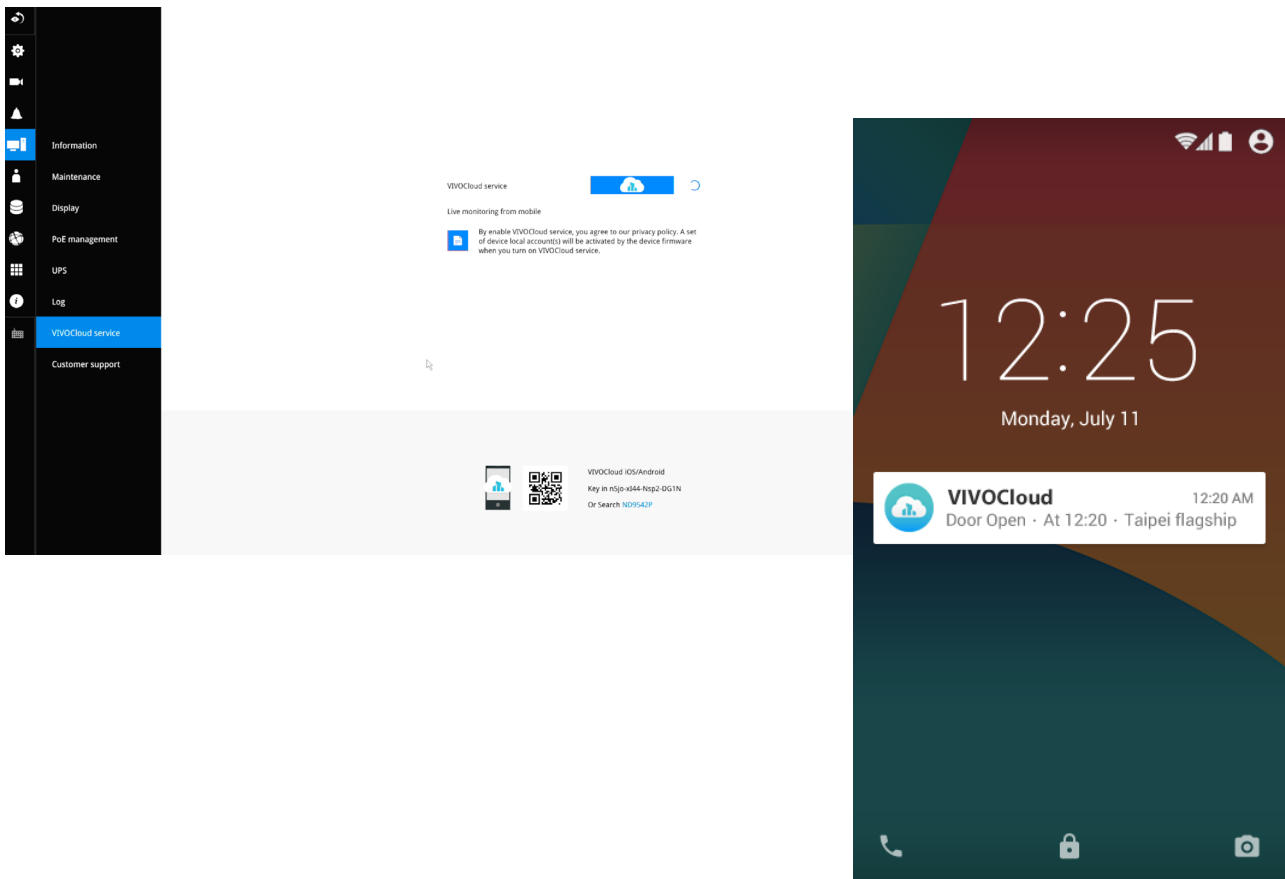 Information
Maintenance
Display
PoE management
UPS
Log
VIVOCloud service
Customer support
VIVOCloud service
Live monitoring from mobile
By enable VIVOCloud service, you agree to our privacy policy. A set
of device local account(s) will be activated by the device firmware
when you turn on VIVOCloud service.
VIVOCloud iOS/Android
Key in n5jo-xl44-Nsp2-DG1N
Or Search ND9542P
12:25
Monday, July 11
VIVOCloud 12:20 AM
Door Open · At 12:20 · Taipei flagship